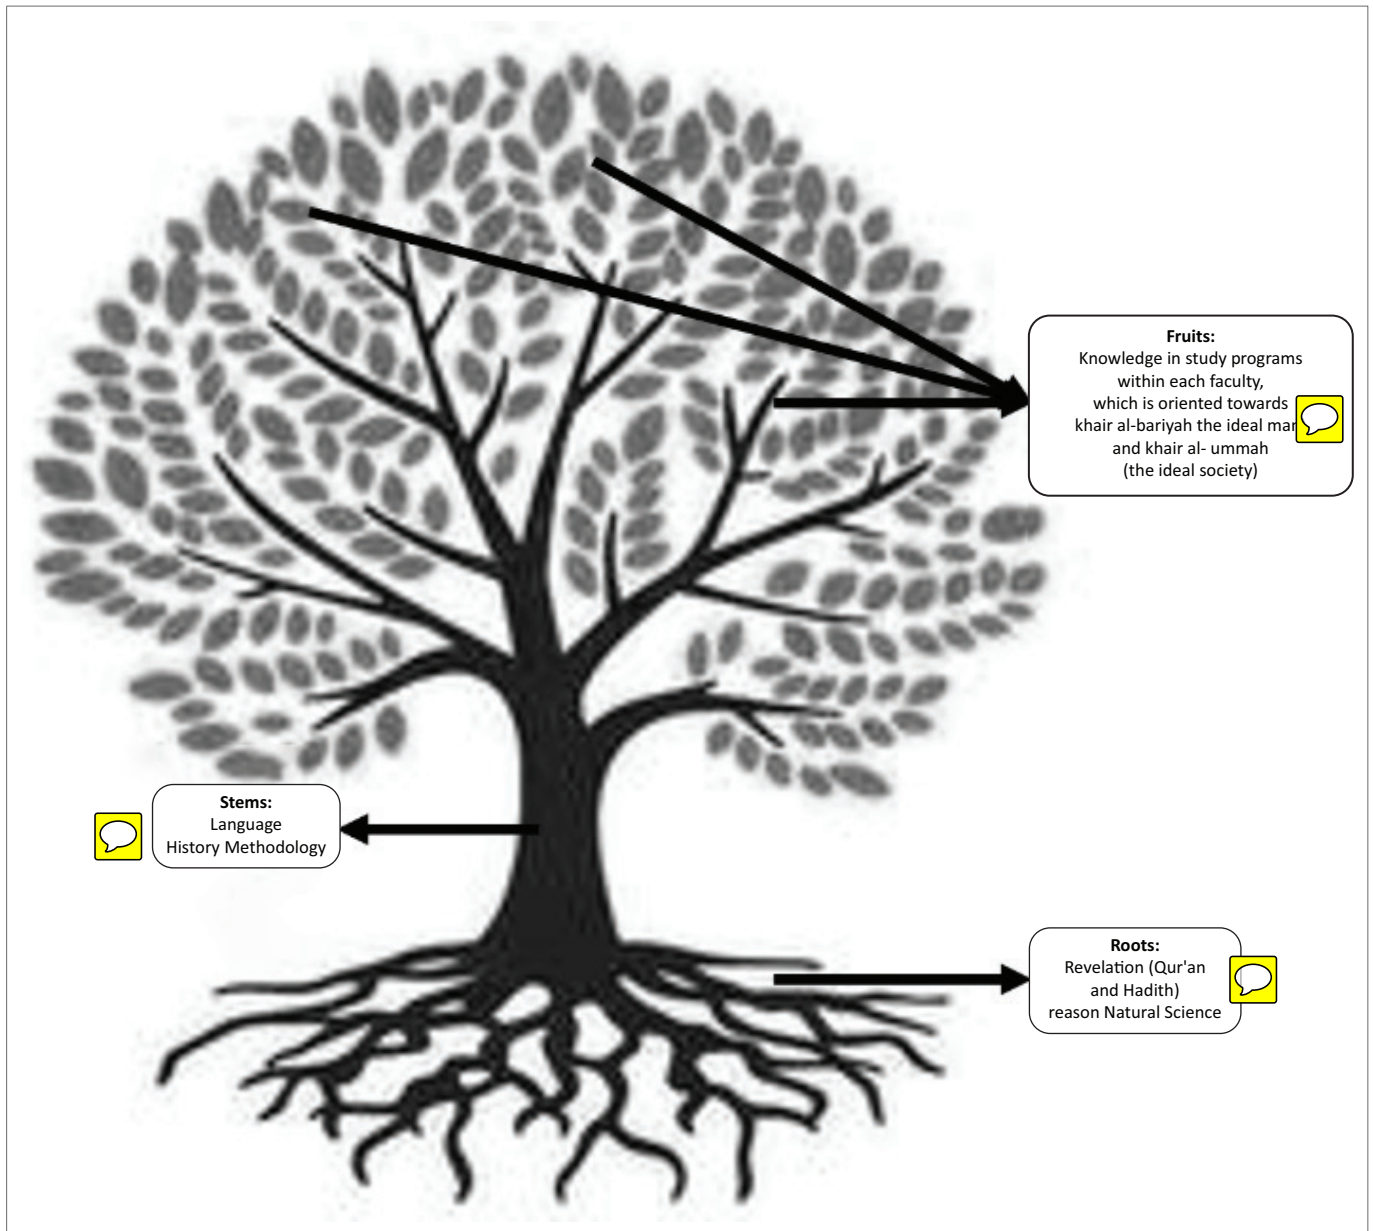 Fruits:
Knowledge in study programs
within each faculty,
which is oriented towards
khair al-bariyah the ideal
and khair al- ummah
(the ideal society)
Stems:
Language
History Methodology
Roots:
Revelation (Qur'an
and Hadith)
reason Natural Science